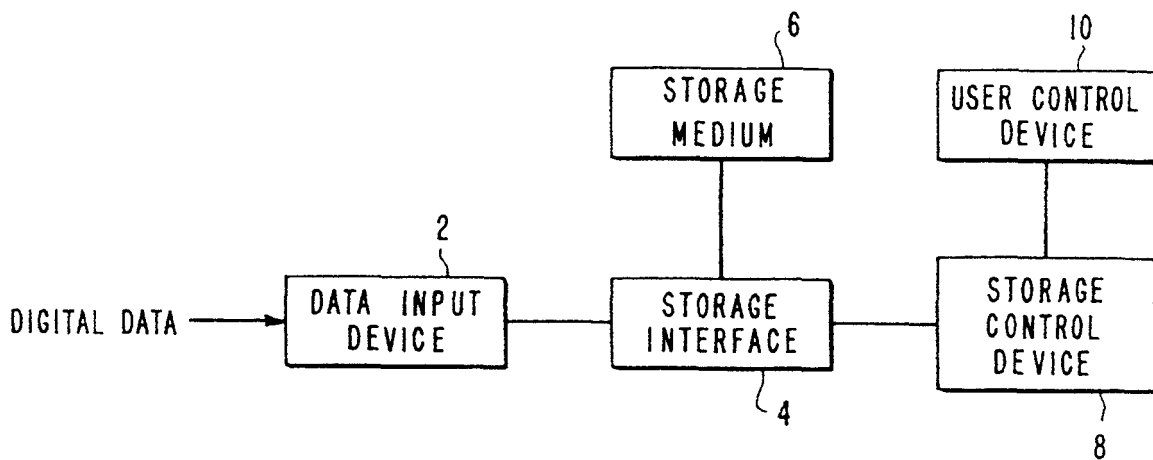 6
STORAGE
MEDIUM
10
USER CONTROL
DEVICE
2
DIGITAL DATA
DATA INPUT
DEVICE
STORAGE
INTERFACE
4
STORAGE
CONTROL
DEVICE
8